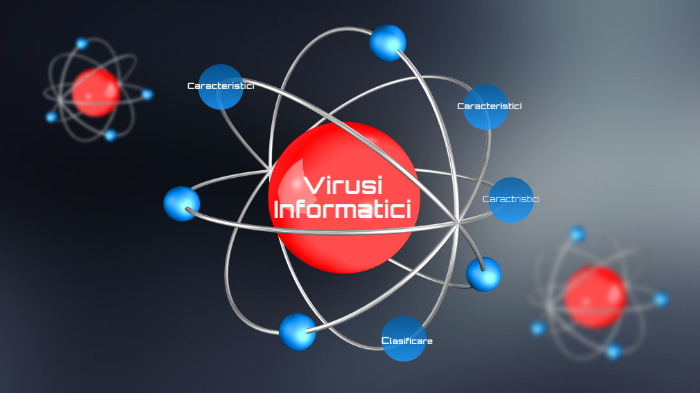 Caracteristici
Caracteristici
Virusi
Informatici
Caractristici
Clasificare